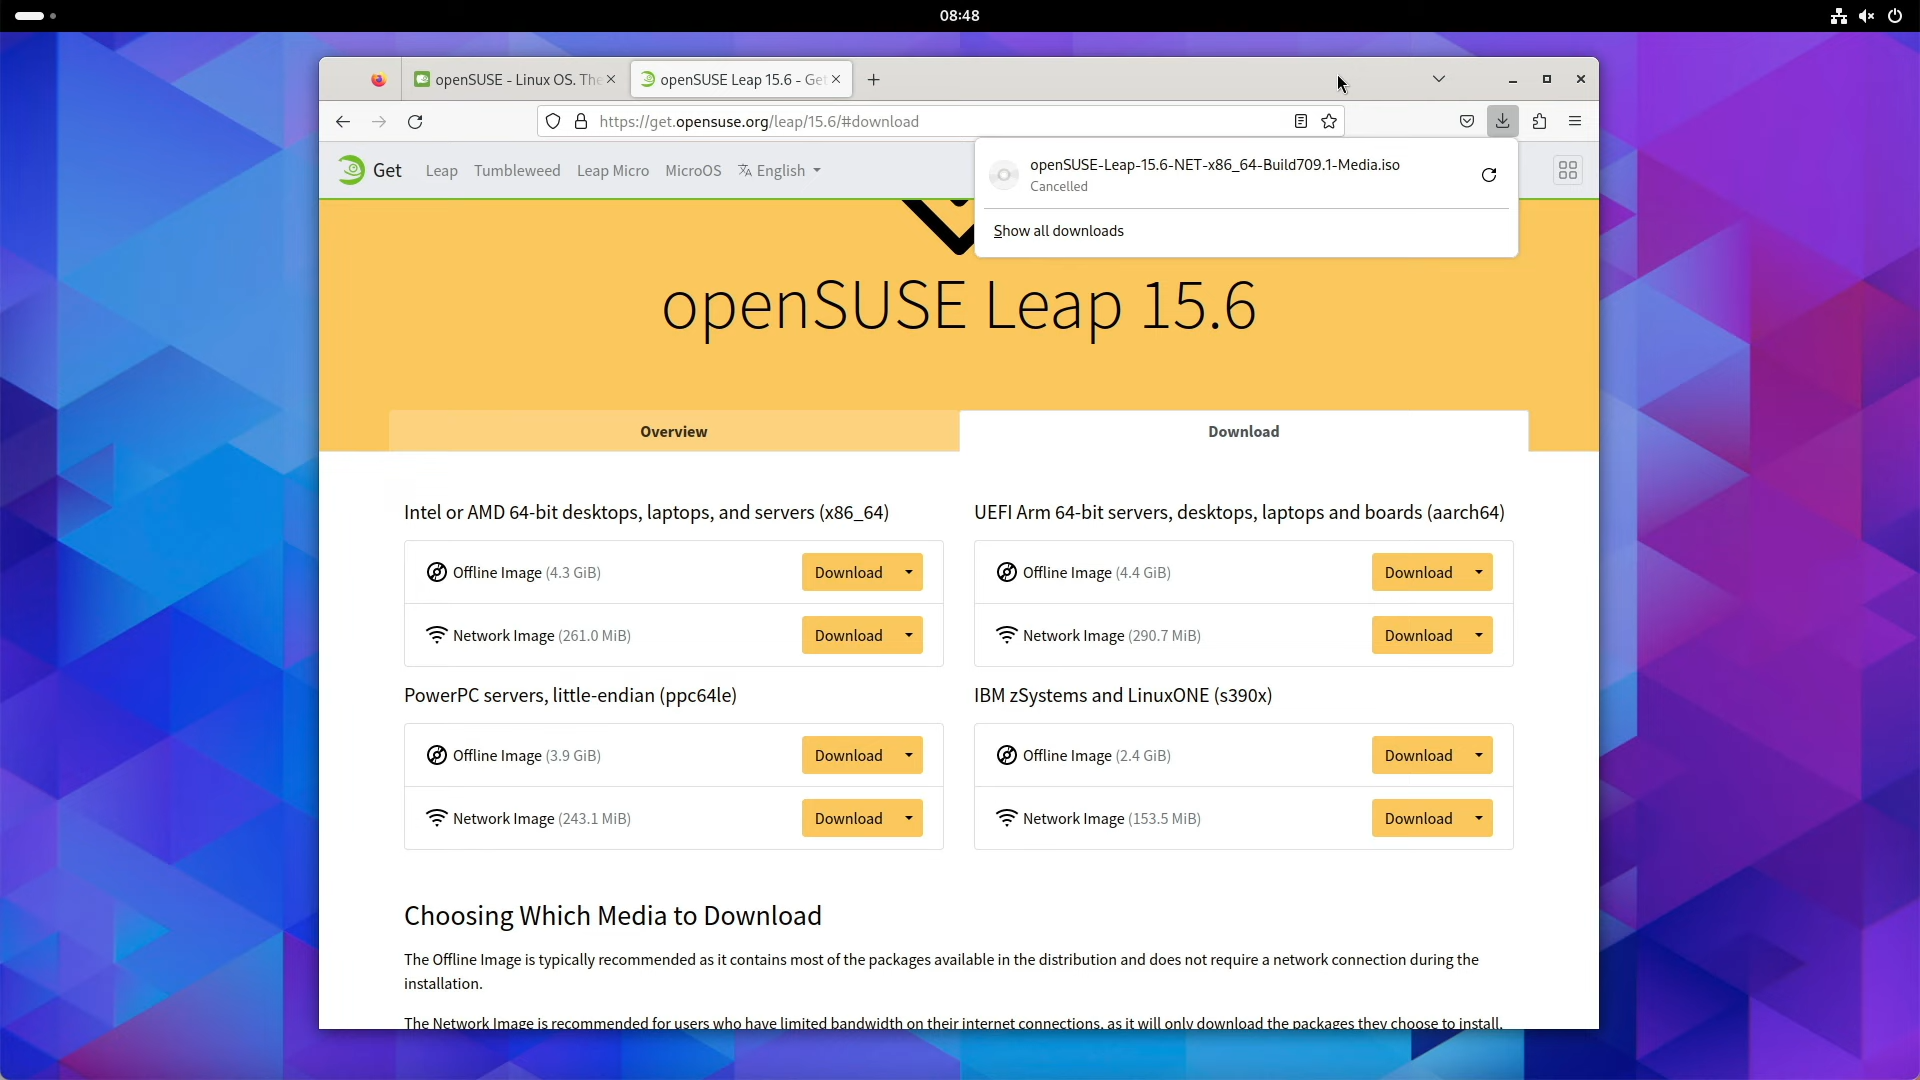 08:48
openSUSE - Linux OS. The
openSUSE Leap 15.6 - Get
https://get.opensuse.org/leap/15.6/#download
openSUSE-Leap-15.6-NET-x86_64-Build709.1-Media.iso
Cancelled
Show all downloads
Get
Leap
Tumbleweed
Leap Micro
MicroOS
English
openSUSE Leap 15.6
Overview
Download
Intel or AMD 64-bit desktops, laptops, and servers (x86_64)
Offline Image (4.3 GiB)
Download
Network Image (261.0 MiB)
Download
UEFI Arm 64-bit servers, desktops, laptops and boards (aarch64)
Offline Image (4.4 GiB)
Download
Network Image (290.7 MiB)
Download
PowerPC servers, little-endian (ppc64le)
Offline Image (3.9 GiB)
Download
Network Image (243.1 MiB)
Download
IBM zSystems and LinuxONE (s390x)
Offline Image (2.4 GiB)
Download
Network Image (153.5 MiB)
Download
Choosing Which Media to Download
The Offline Image is typically recommended as it contains most of the packages available in the distribution and does not require a network connection during the
installation.
The Network Image is recommended for users who have limited bandwidth on their internet connections, as it will only download the packages they choose to install,